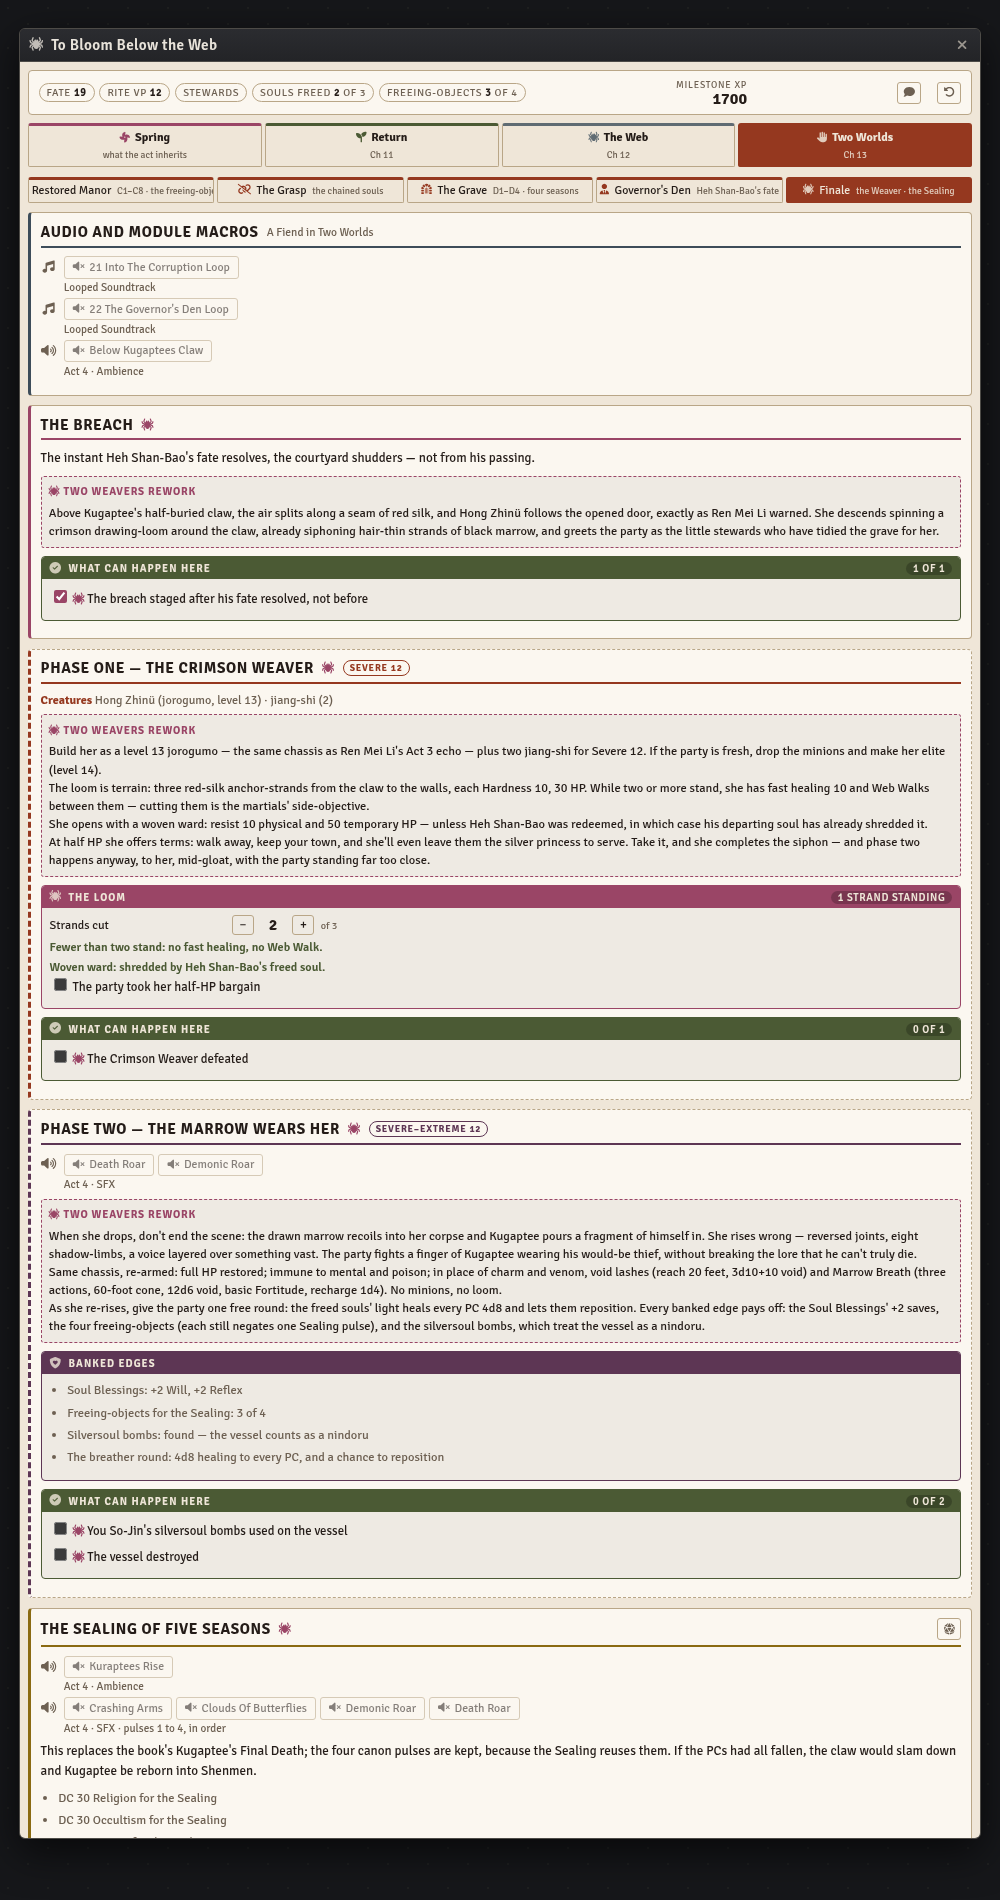 To Bloom Below the Web
FATE 19 RITE VP 12 STEWARDS SOULS FREED 2 OF 3 FREEING-OBJECTS 3 OF 4
MILESTONE XP
1700
Spring
what the act inherits
Return
Ch 11
The Web
Ch 12
Two Worlds
Ch 13
Restored Manor C1–C8 · the freeing-obje
The Grasp the chained souls
The Grave D1–D4 · four seasons
Governor's Den Heh Shan-Bao's fate
Finale the Weaver · the Sealing
AUDIO AND MODULE MACROS A Fiend in Two Worlds
21 Into The Corruption Loop
Looped Soundtrack
22 The Governor's Den Loop
Looped Soundtrack
Below Kugaptees Claw
Act 4 · Ambience
THE BREACH
The instant Heh Shan-Bao's fate resolves, the courtyard shudders — not from his passing.
TWO WEAVERS REWORK
Above Kugaptee's half-buried claw, the air splits along a seam of red silk, and Hong Zhinü follows the opened door, exactly as Ren Mei Li warned. She descends spinning a
crimson drawing-loom around the claw, already siphoning hair-thin strands of black marrow, and greets the party as the little stewards who have tidied the grave for her.
WHAT CAN HAPPEN HERE 1 OF 1
The breach staged after his fate resolved, not before
PHASE ONE — THE CRIMSON WEAVER SEVERE 12
Creatures Hong Zhinü (jorogumo, level 13) · jiang-shi (2)
TWO WEAVERS REWORK
Build her as a level 13 jorogumo — the same chassis as Ren Mei Li's Act 3 echo — plus two jiang-shi for Severe 12. If the party is fresh, drop the minions and make her elite
(level 14).
The loom is terrain: three red-silk anchor-strands from the claw to the walls, each Hardness 10, 30 HP. While two or more stand, she has fast healing 10 and Web Walks
between them — cutting them is the martials' side-objective.
She opens with a woven ward: resist 10 physical and 50 temporary HP — unless Heh Shan-Bao was redeemed, in which case his departing soul has already shredded it.
At half HP she offers terms: walk away, keep your town, and she'll even leave them the silver princess to serve. Take it, and she completes the siphon — and phase two
happens anyway, to her, mid-gloat, with the party standing far too close.
THE LOOM 1 STRAND STANDING
Strands cut − 2 + of 3
Fewer than two stand: no fast healing, no Web Walk.
Woven ward: shredded by Heh Shan-Bao's freed soul.
The party took her half-HP bargain
WHAT CAN HAPPEN HERE 0 OF 1
The Crimson Weaver defeated
PHASE TWO — THE MARROW WEARS HER SEVERE–EXTREME 12
Death Roar Demonic Roar
Act 4 · SFX
TWO WEAVERS REWORK
When she drops, don't end the scene: the drawn marrow recoils into her corpse and Kugaptee pours a fragment of himself in. She rises wrong — reversed joints, eight
shadow-limbs, a voice layered over something vast. The party fights a finger of Kugaptee wearing his would-be thief, without breaking the lore that he can't truly die.
Same chassis, re-armed: full HP restored; immune to mental and poison; in place of charm and venom, void lashes (reach 20 feet, 3d10+10 void) and Marrow Breath (three
actions, 60-foot cone, 12d6 void, basic Fortitude, recharge 1d4). No minions, no loom.
As she re-rises, give the party one free round: the freed souls' light heals every PC 4d8 and lets them reposition. Every banked edge pays off: the Soul Blessings' +2 saves,
the four freeing-objects (each still negates one Sealing pulse), and the silversoul bombs, which treat the vessel as a nindoru.
BANKED EDGES
• Soul Blessings: +2 Will, +2 Reflex
• Freeing-objects for the Sealing: 3 of 4
• Silversoul bombs: found — the vessel counts as a nindoru
• The breather round: 4d8 healing to every PC, and a chance to reposition
WHAT CAN HAPPEN HERE 0 OF 2
You So-Jin's silversoul bombs used on the vessel
The vessel destroyed
THE SEALING OF FIVE SEASONS
Kuraptees Rise
Act 4 · Ambience
Crashing Arms Clouds Of Butterflies Demonic Roar Death Roar
Act 4 · SFX · pulses 1 to 4, in order
This replaces the book's Kugaptee's Final Death; the four canon pulses are kept, because the Sealing reuses them. If the PCs had all fallen, the claw would slam down
and Kugaptee be reborn into Shenmen.
• DC 30 Religion for the Sealing
• DC 30 Occultism for the Sealing